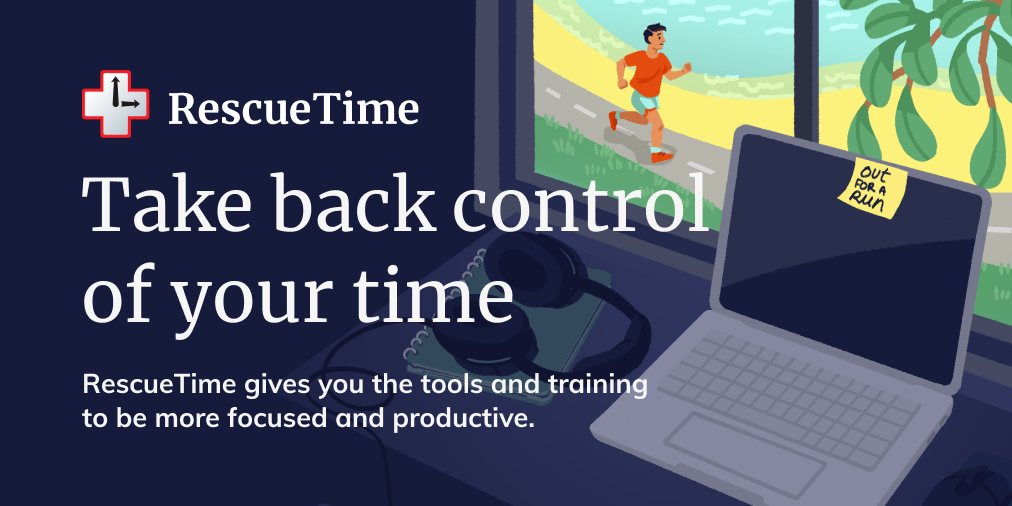 RescueTime
Take back control
of your time
RescueTime gives you the tools and training
to be more focused and productive.
OUT
FOR A
RUN